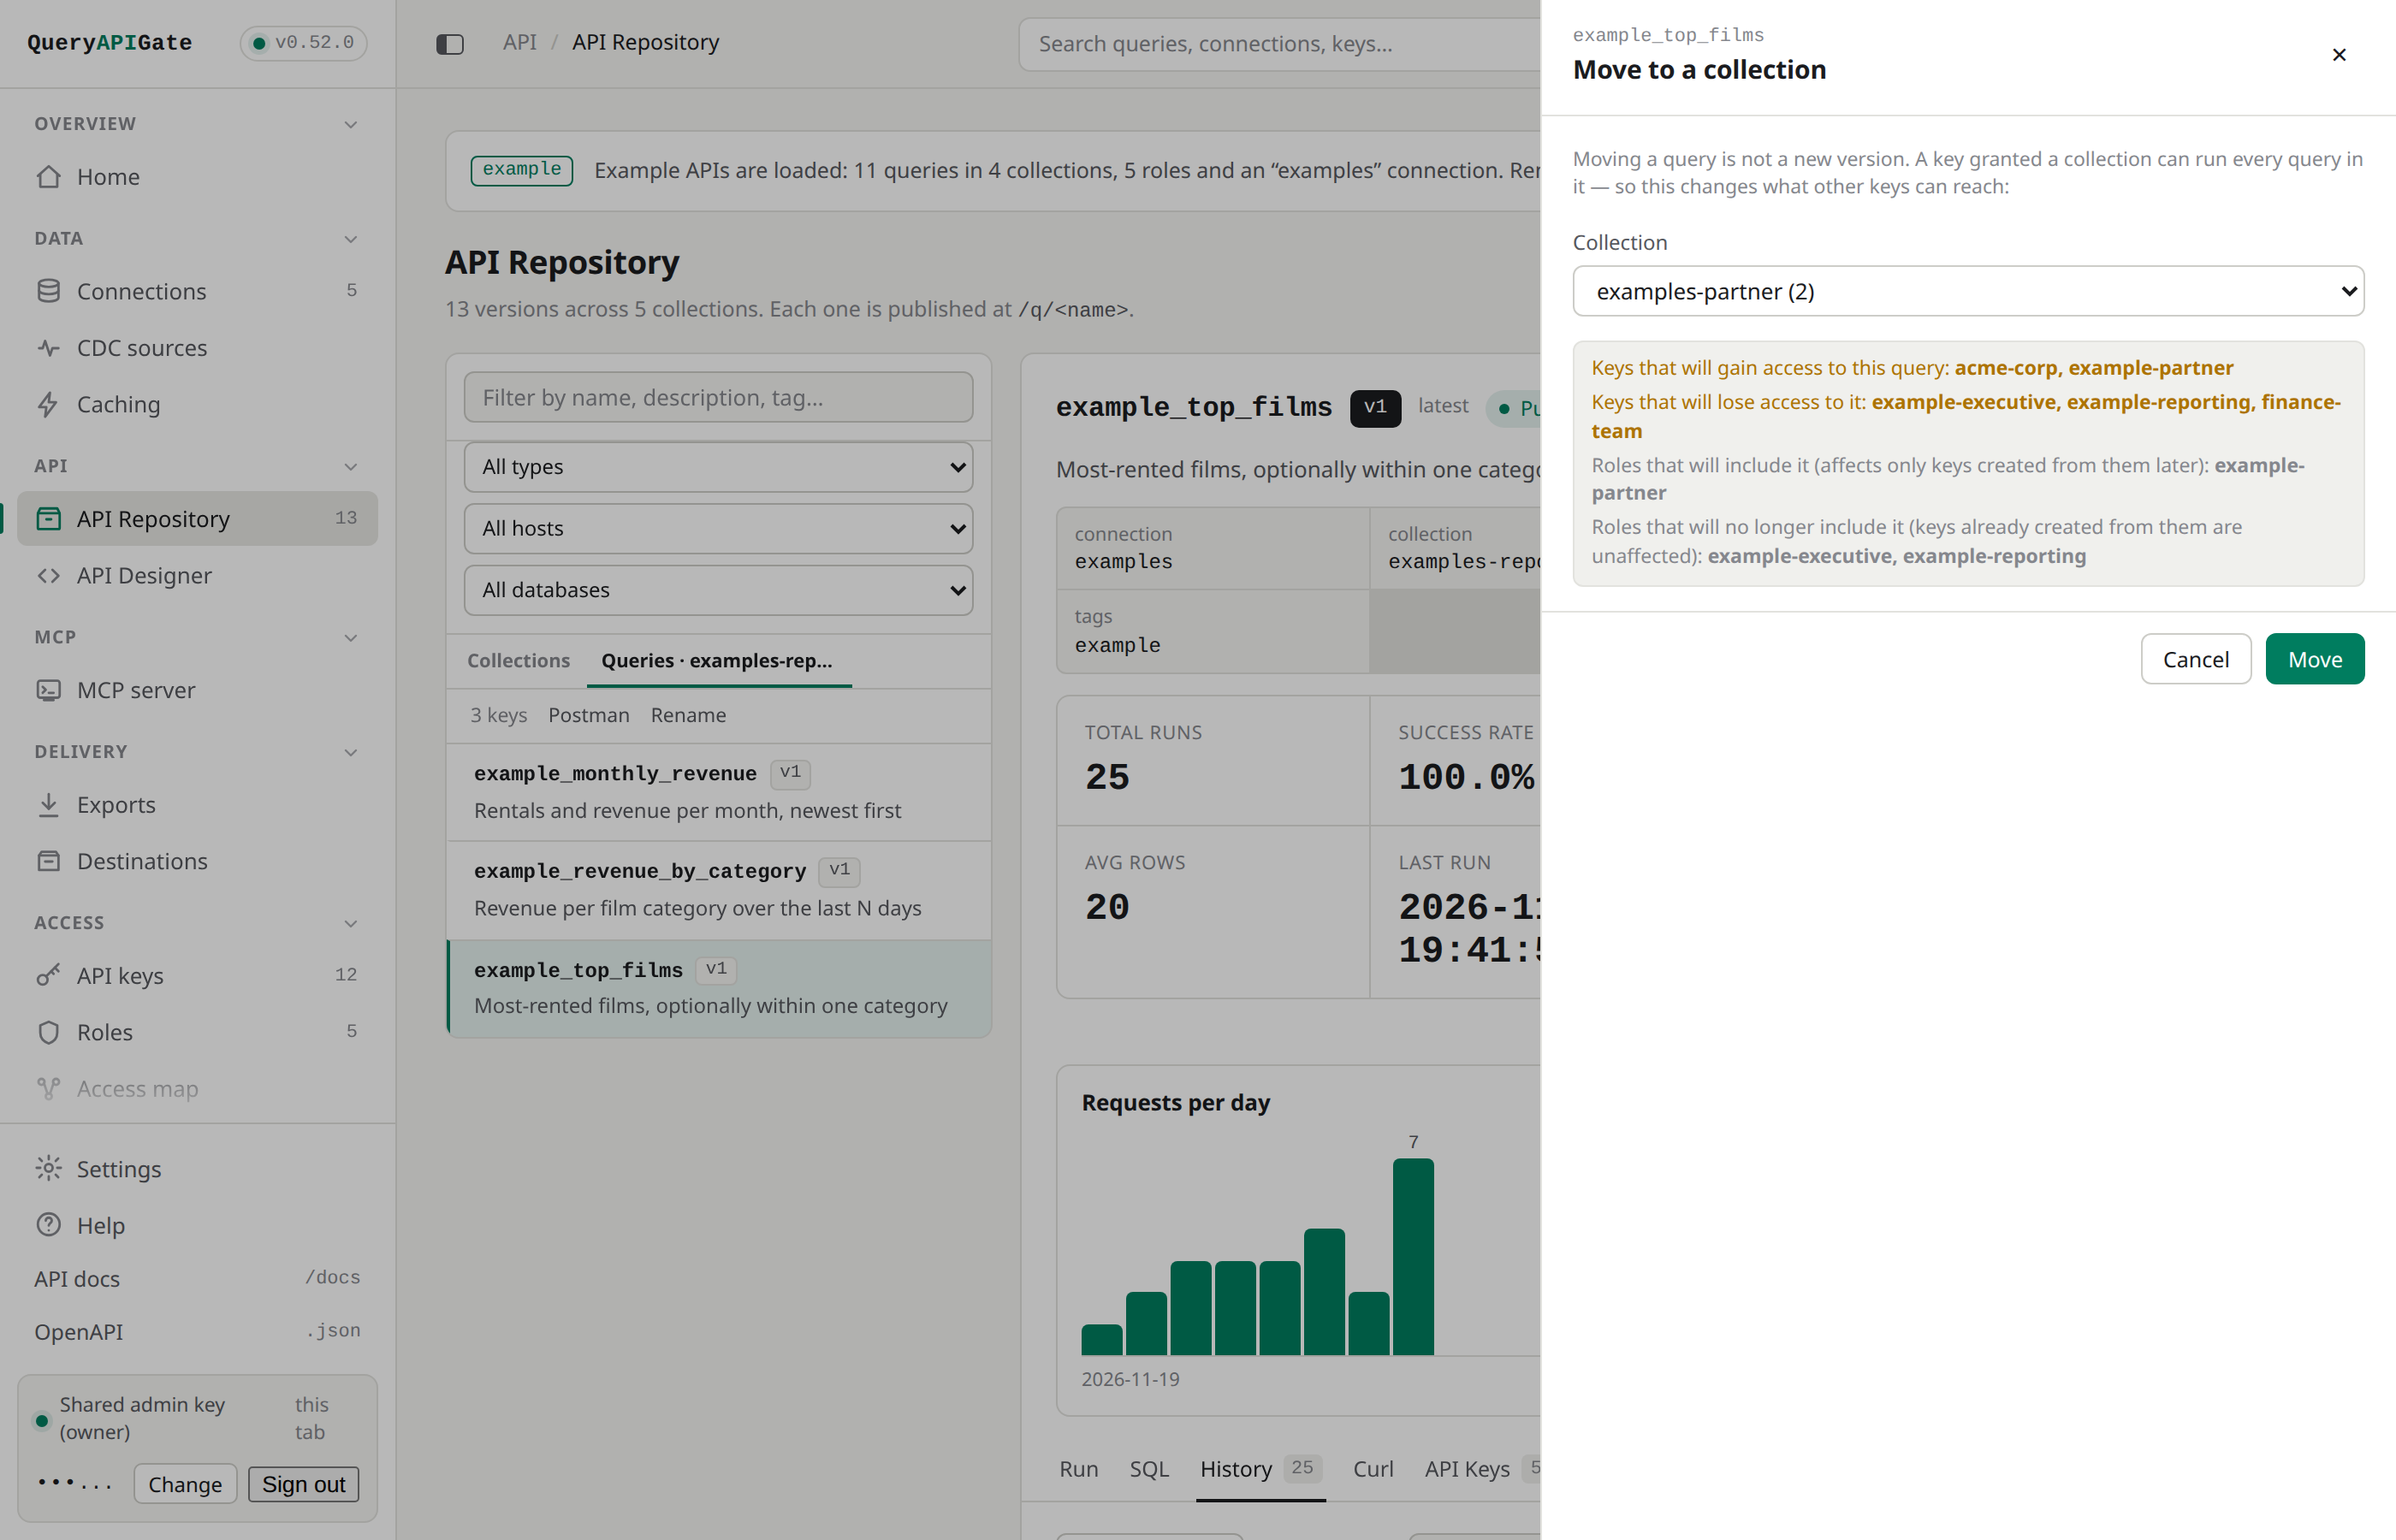 QueryAPIGate
v0.52.0
OVERVIEW
Home
DATA
Connections 5
CDC sources
Caching
API
API Repository 13
API Designer
MCP
MCP server
DELIVERY
Exports
Destinations
ACCESS
API keys 12
Roles 5
Access map
Settings
Help
API docs /docs
OpenAPI .json
Shared admin key (owner)
this tab
•••...
Change
Sign out
API / API Repository
Search queries, connections, keys...
example
Example APIs are loaded: 11 queries in 4 collections, 5 roles and an “examples” connection.
API Repository
13 versions across 5 collections. Each one is published at /q/<name>.
Filter by name, description, tag...
All types
All hosts
All databases
Collections
Queries · examples-rep...
3 keys Postman Rename
example_monthly_revenue v1
Rentals and revenue per month, newest first
example_revenue_by_category v1
Revenue per film category over the last N days
example_top_films v1
Most-rented films, optionally within one category
example_top_films v1 latest
Most-rented films, optionally within one
connection
examples
collection
tags
example
TOTAL RUNS
25
SUCCESS RATE
100.0%
AVG ROWS
20
LAST RUN
Requests per day
7
2026-11-19
Run SQL History 25 Curl API Keys
example_top_films
Move to a collection
✕
Moving a query is not a new version. A key granted a collection can run every query in
it — so this changes what other keys can reach:
Collection
examples-partner (2)
Keys that will gain access to this query: acme-corp, example-partner
Keys that will lose access to it: example-executive, example-reporting, finance-
team
Roles that will include it (affects only keys created from them later): example-
partner
Roles that will no longer include it (keys already created from them are
unaffected): example-executive, example-reporting
Cancel
Move